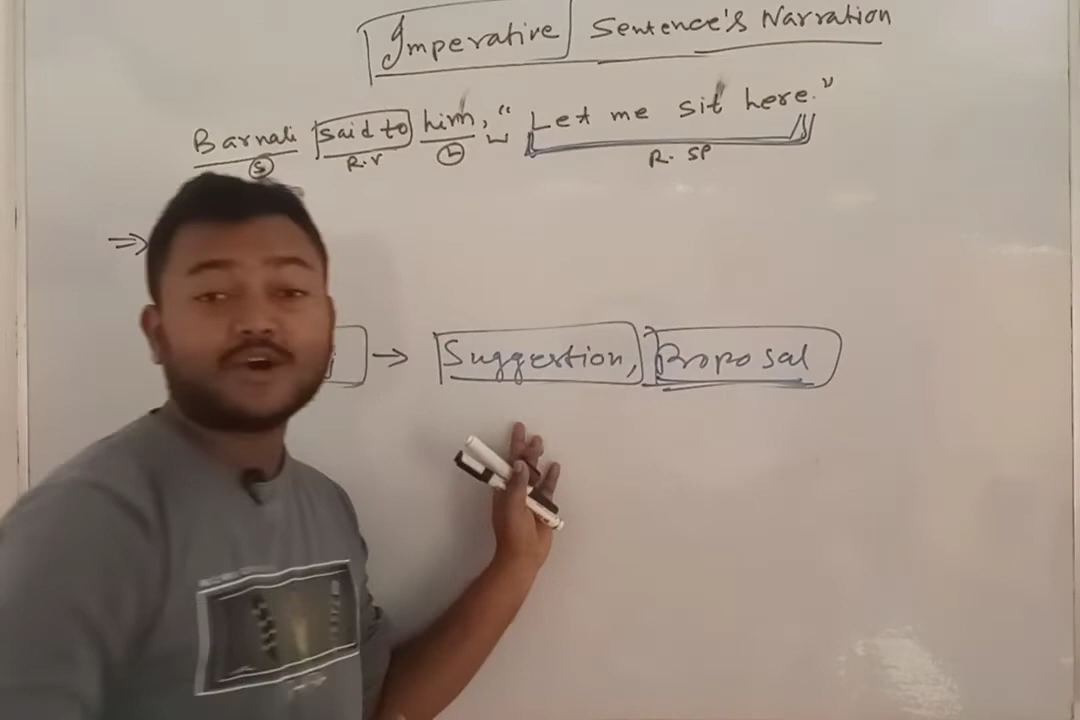 Imperative Sentence's Narration
Barnali said to him, "Let me sit here."
S R.V L R. SP
⇒
→ Suggestion, Proposal